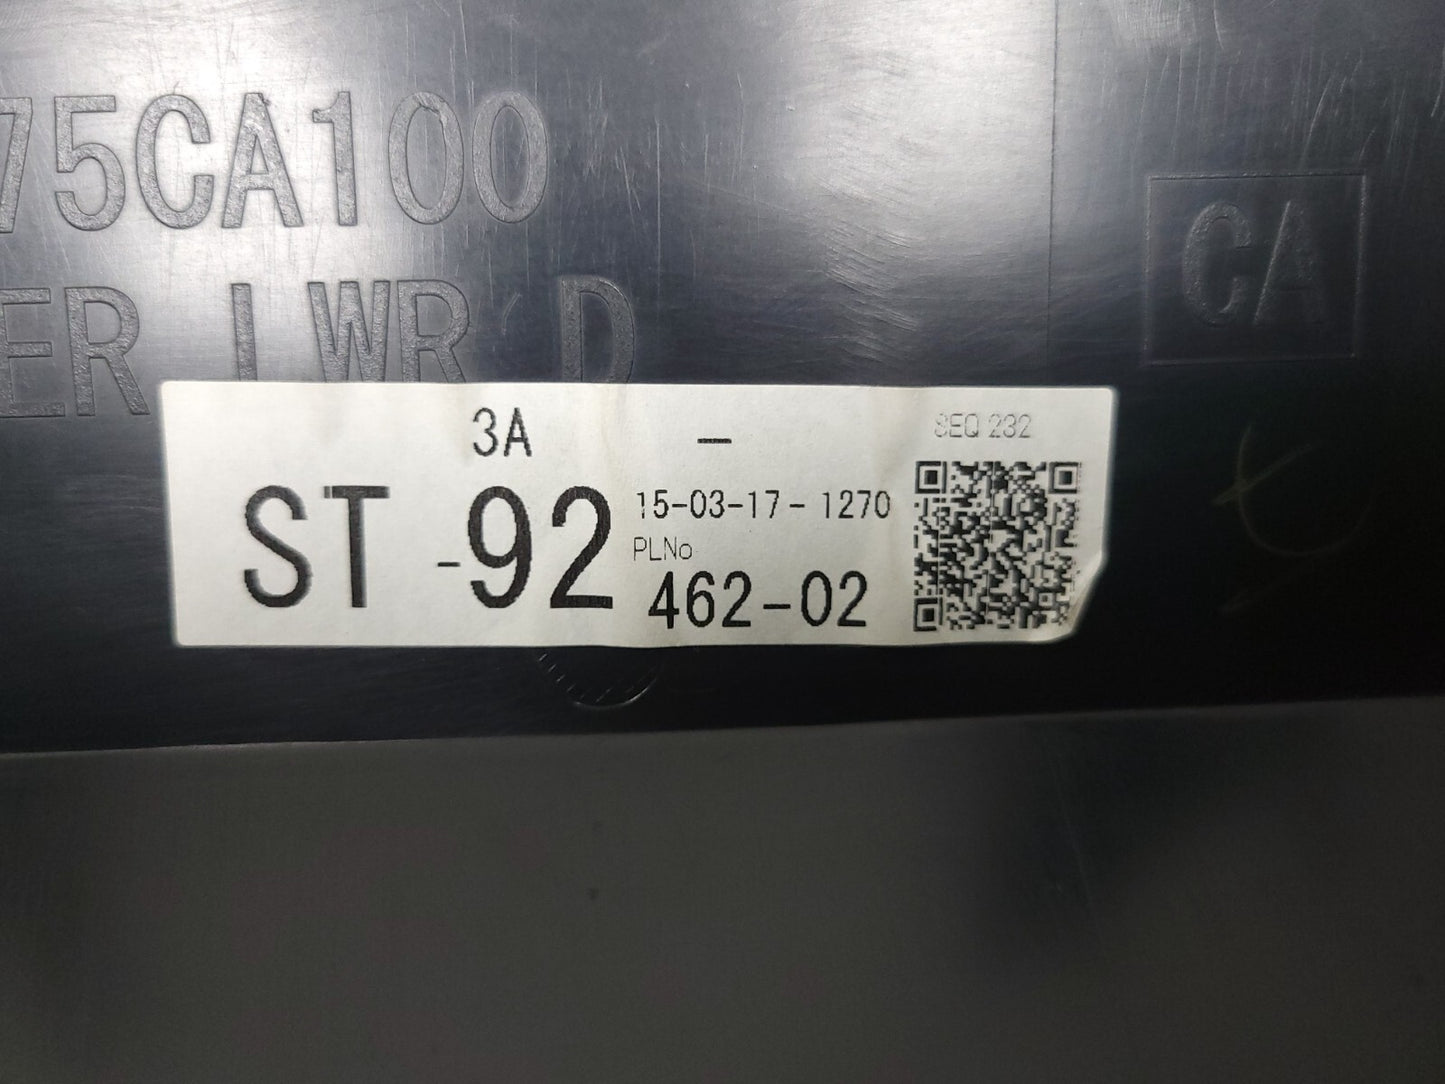 75CA100
ER LWR D
CA
3A –
SEQ 232
ST -92
15-03-17-1270
PLNo
462-02